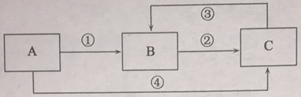 ③
A ① B ② C
④